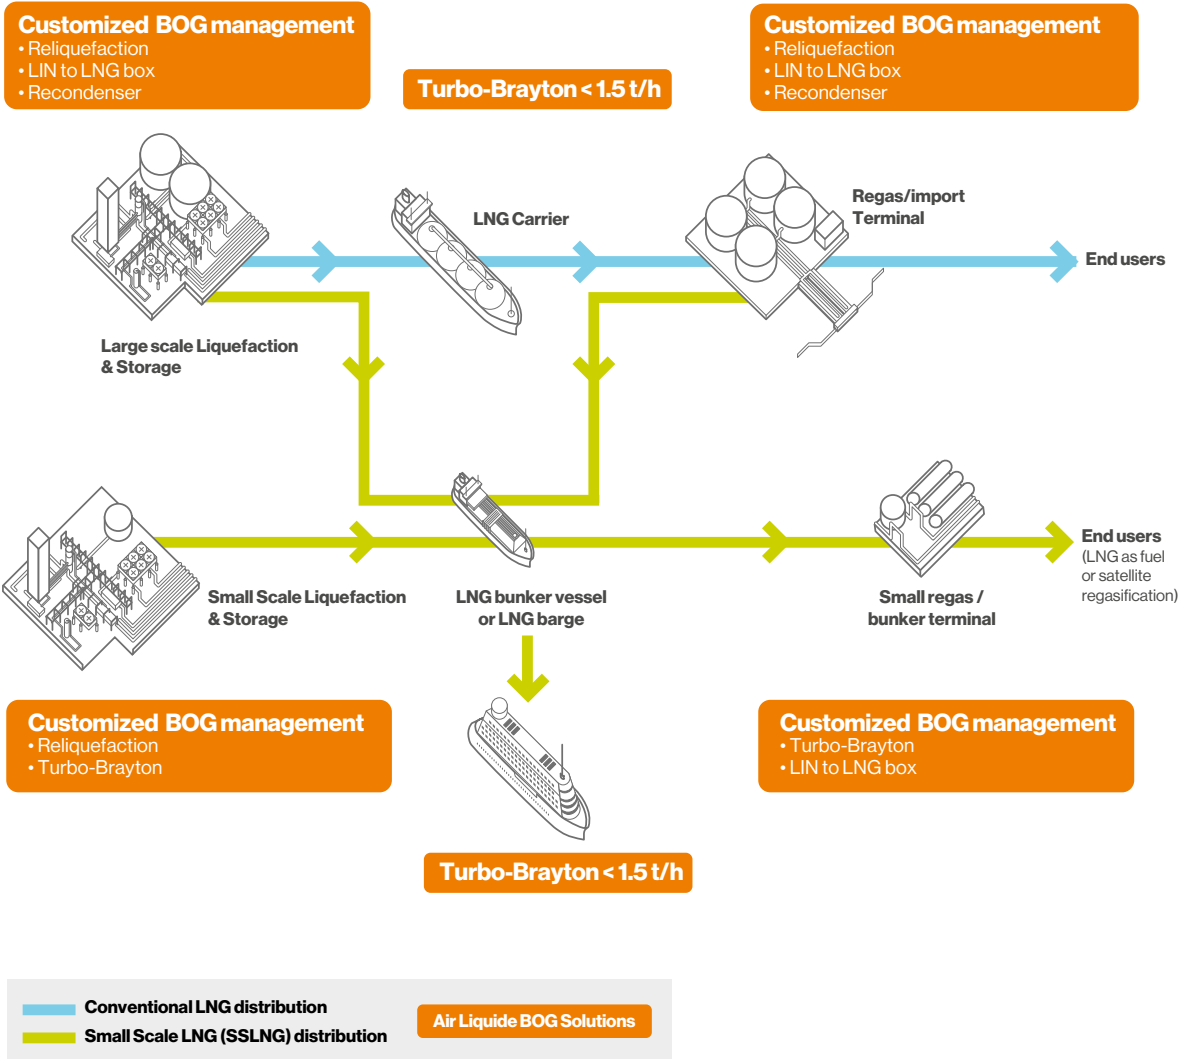 Customized BOG management
• Reliquefaction
• LIN to LNG box
• Recondenser
Turbo-Brayton < 1.5 t/h
Customized BOG management
• Reliquefaction
• LIN to LNG box
• Recondenser
LNG Carrier
Regas/import
Terminal
End users
Large scale Liquefaction
& Storage
Small Scale Liquefaction
& Storage
LNG bunker vessel
or LNG barge
Small regas /
bunker terminal
End users
(LNG as fuel
or satellite
regasification)
Customized BOG management
• Reliquefaction
• Turbo-Brayton
Customized BOG management
• Turbo-Brayton
• LIN to LNG box
Turbo-Brayton < 1.5 t/h
Conventional LNG distribution
Small Scale LNG (SSLNG) distribution
Air Liquide BOG Solutions